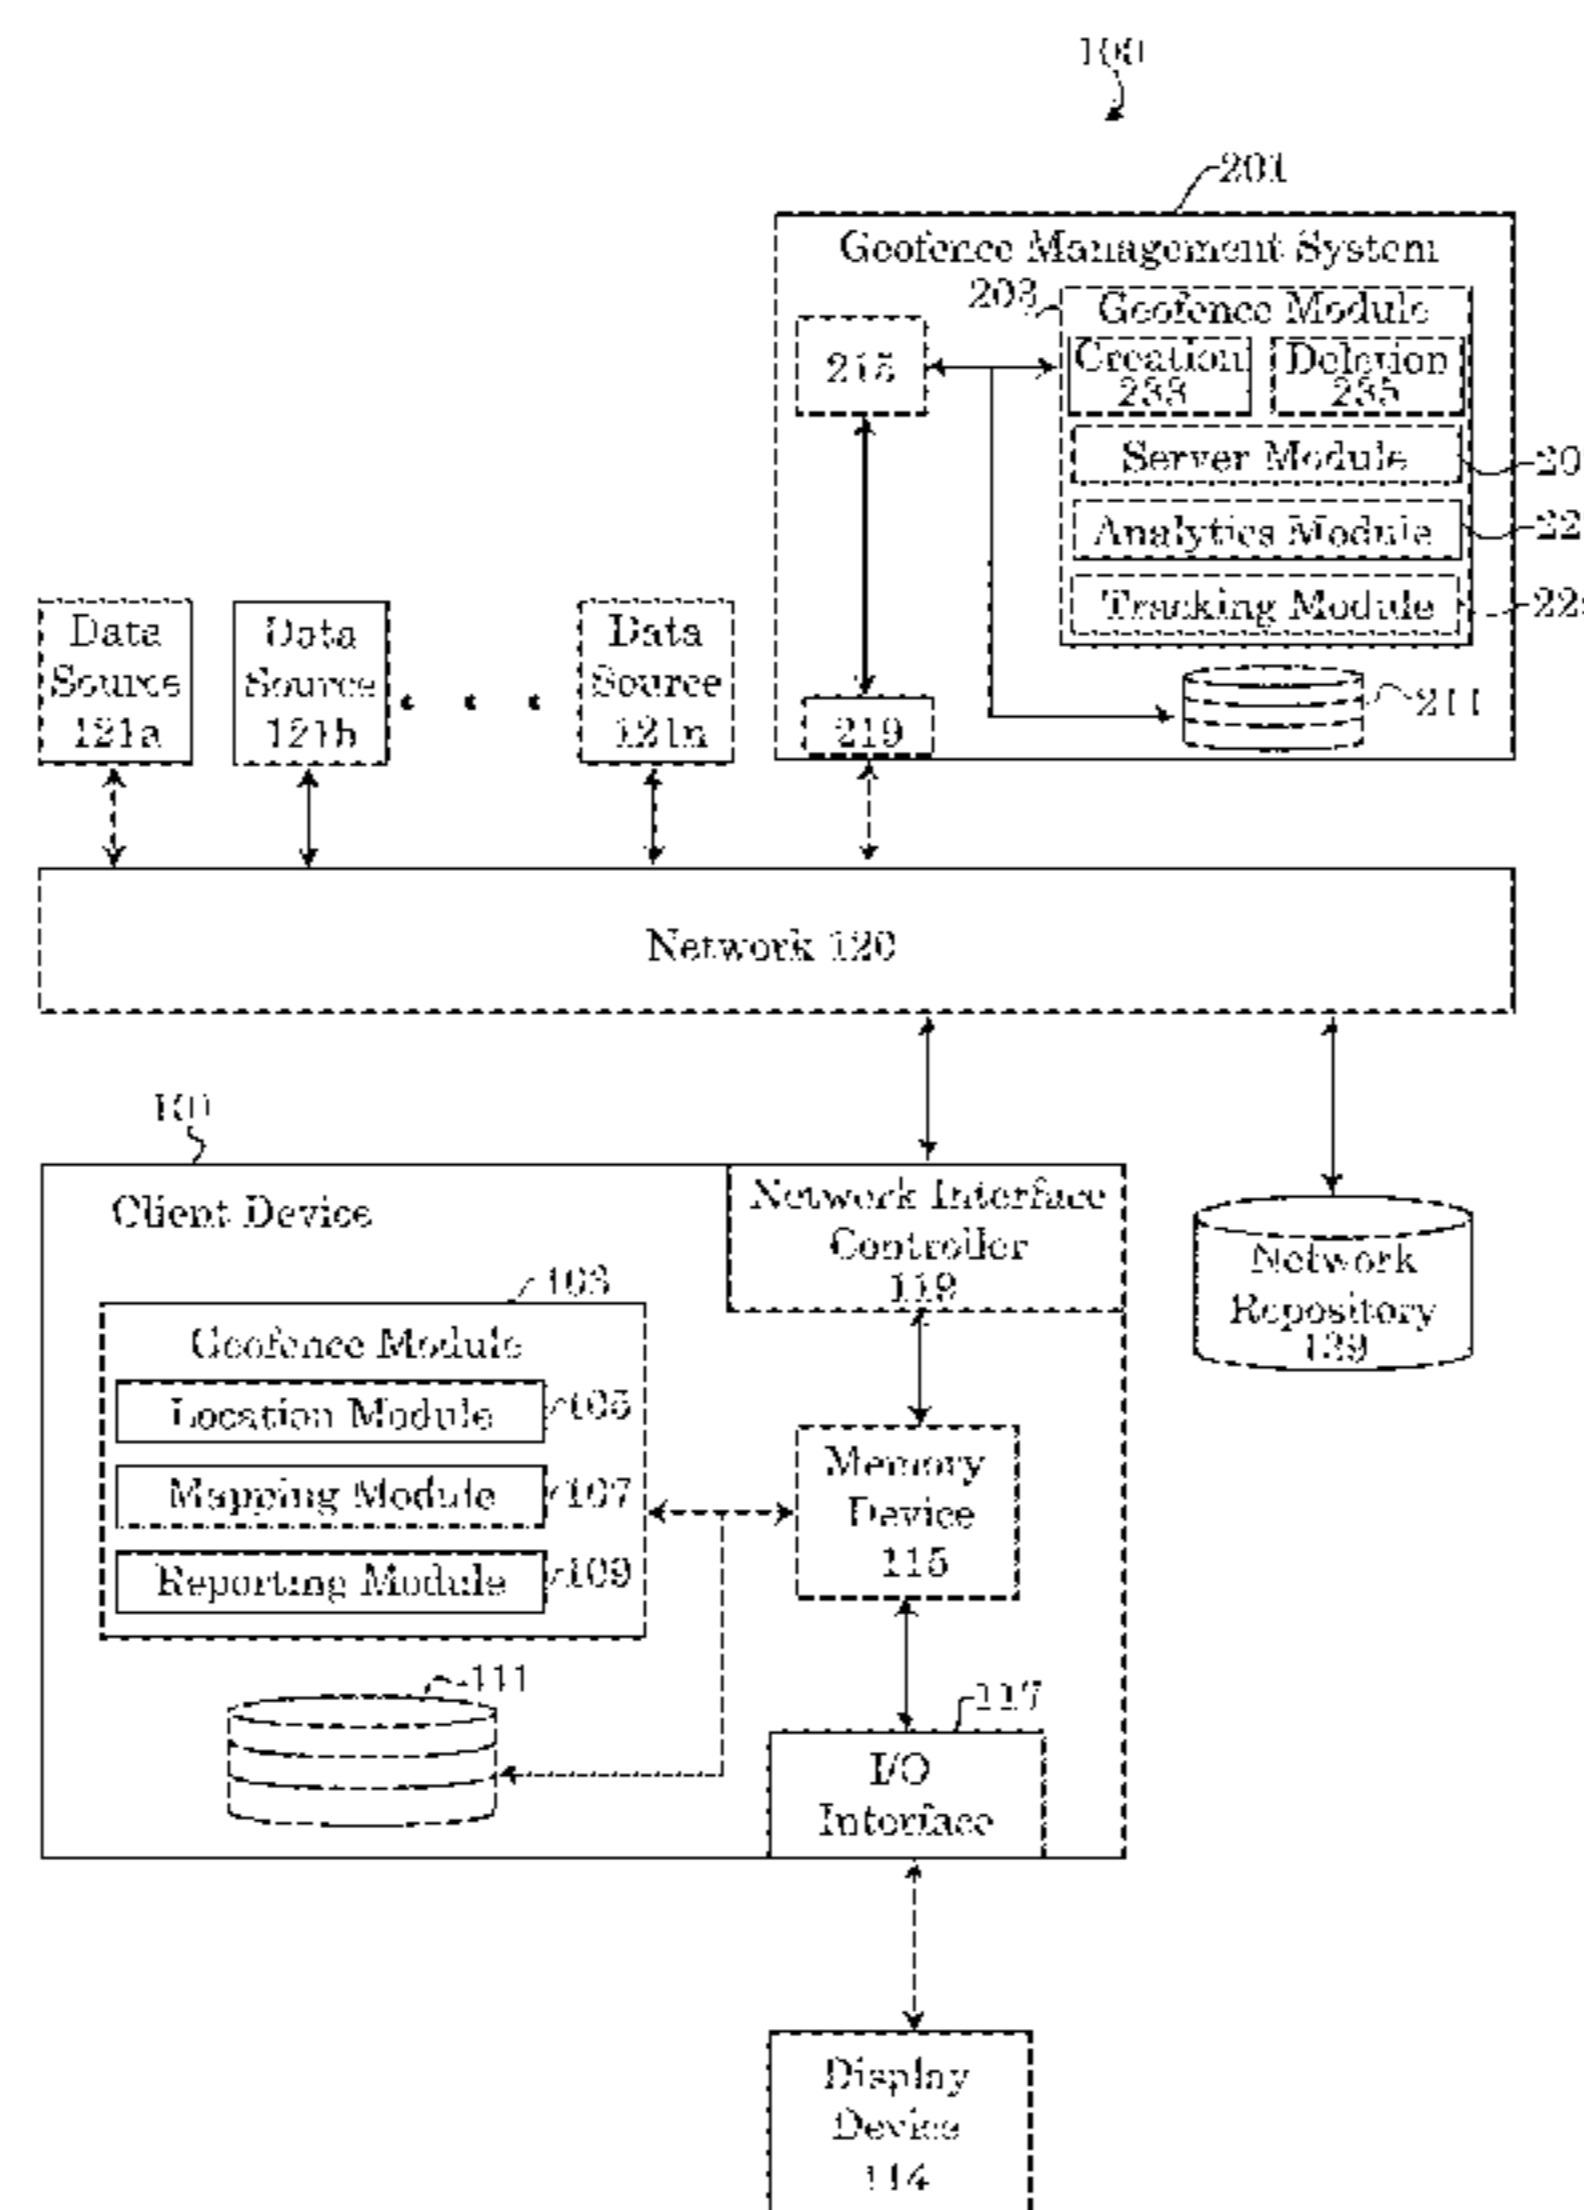 100
201
Geofence Management System
203
Geofence Module
Creation
233
Deletion
235
215
Server Module
20
Analytics Module
22
Tracking Module
22
211
219
Data
Source
121a
Data
Source
121b
. . .
Data
Source
121n
Network 120
Client Device
Network Interface
Controller
119
103
Geofence Module
Location Module
105
Mapping Module
107
Reporting Module
109
Memory
Device
115
111
117
I/O
Interface
Network
Repository
139
Display
Device
114